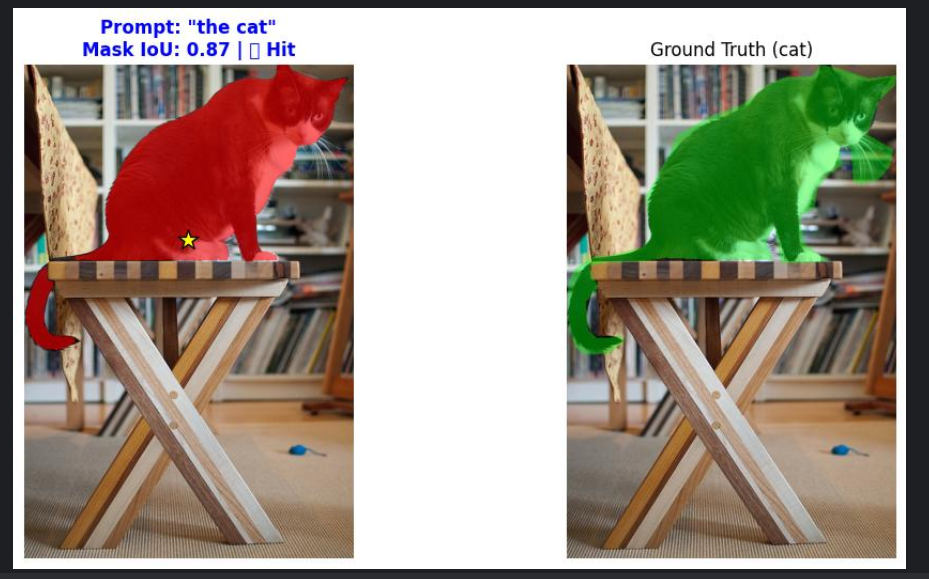 Prompt: "the cat"
Mask IoU: 0.87 | ▯ Hit
Ground Truth (cat)